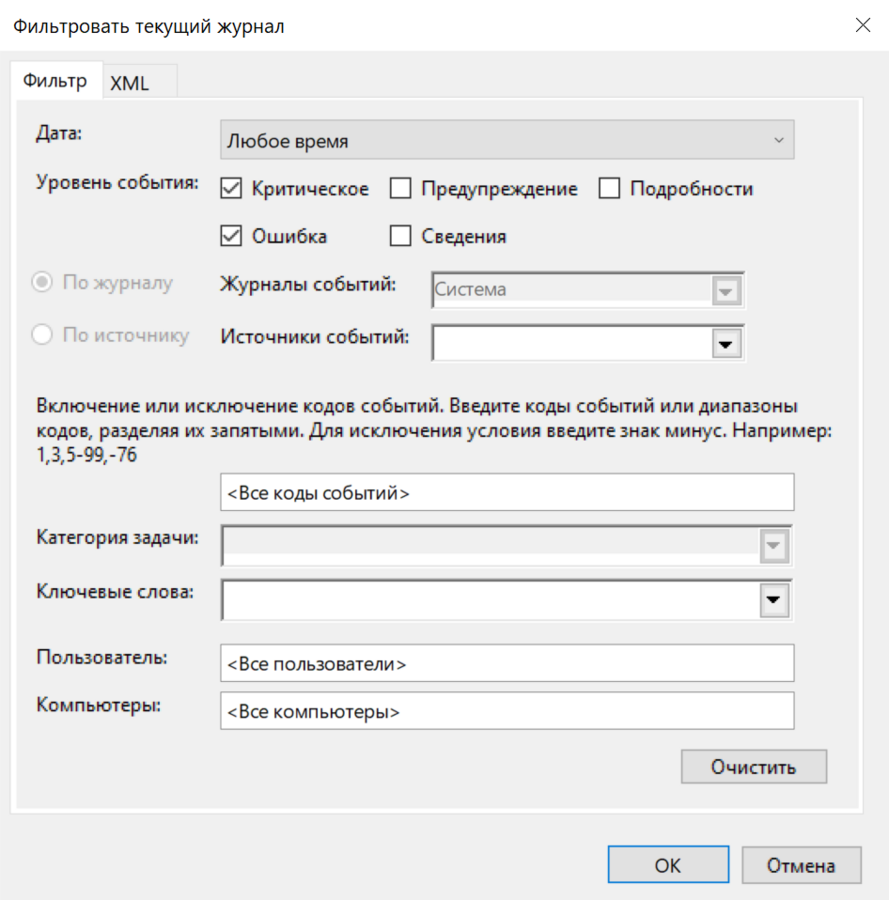 Фильтровать текущий журнал
Фильтр
XML
Дата:
Любое время
Уровень события:
Критическое
Предупреждение
Подробности
Ошибка
Сведения
По журналу
Журналы событий:
Система
По источнику
Источники событий:
Включение или исключение кодов событий. Введите коды событий или диапазоны
кодов, разделяя их запятыми. Для исключения условия введите знак минус. Например:
1,3,5-99,-76
<Все коды событий>
Категория задачи:
Ключевые слова:
Пользователь:
<Все пользователи>
Компьютеры:
<Все компьютеры>
Очистить
ОК
Отмена